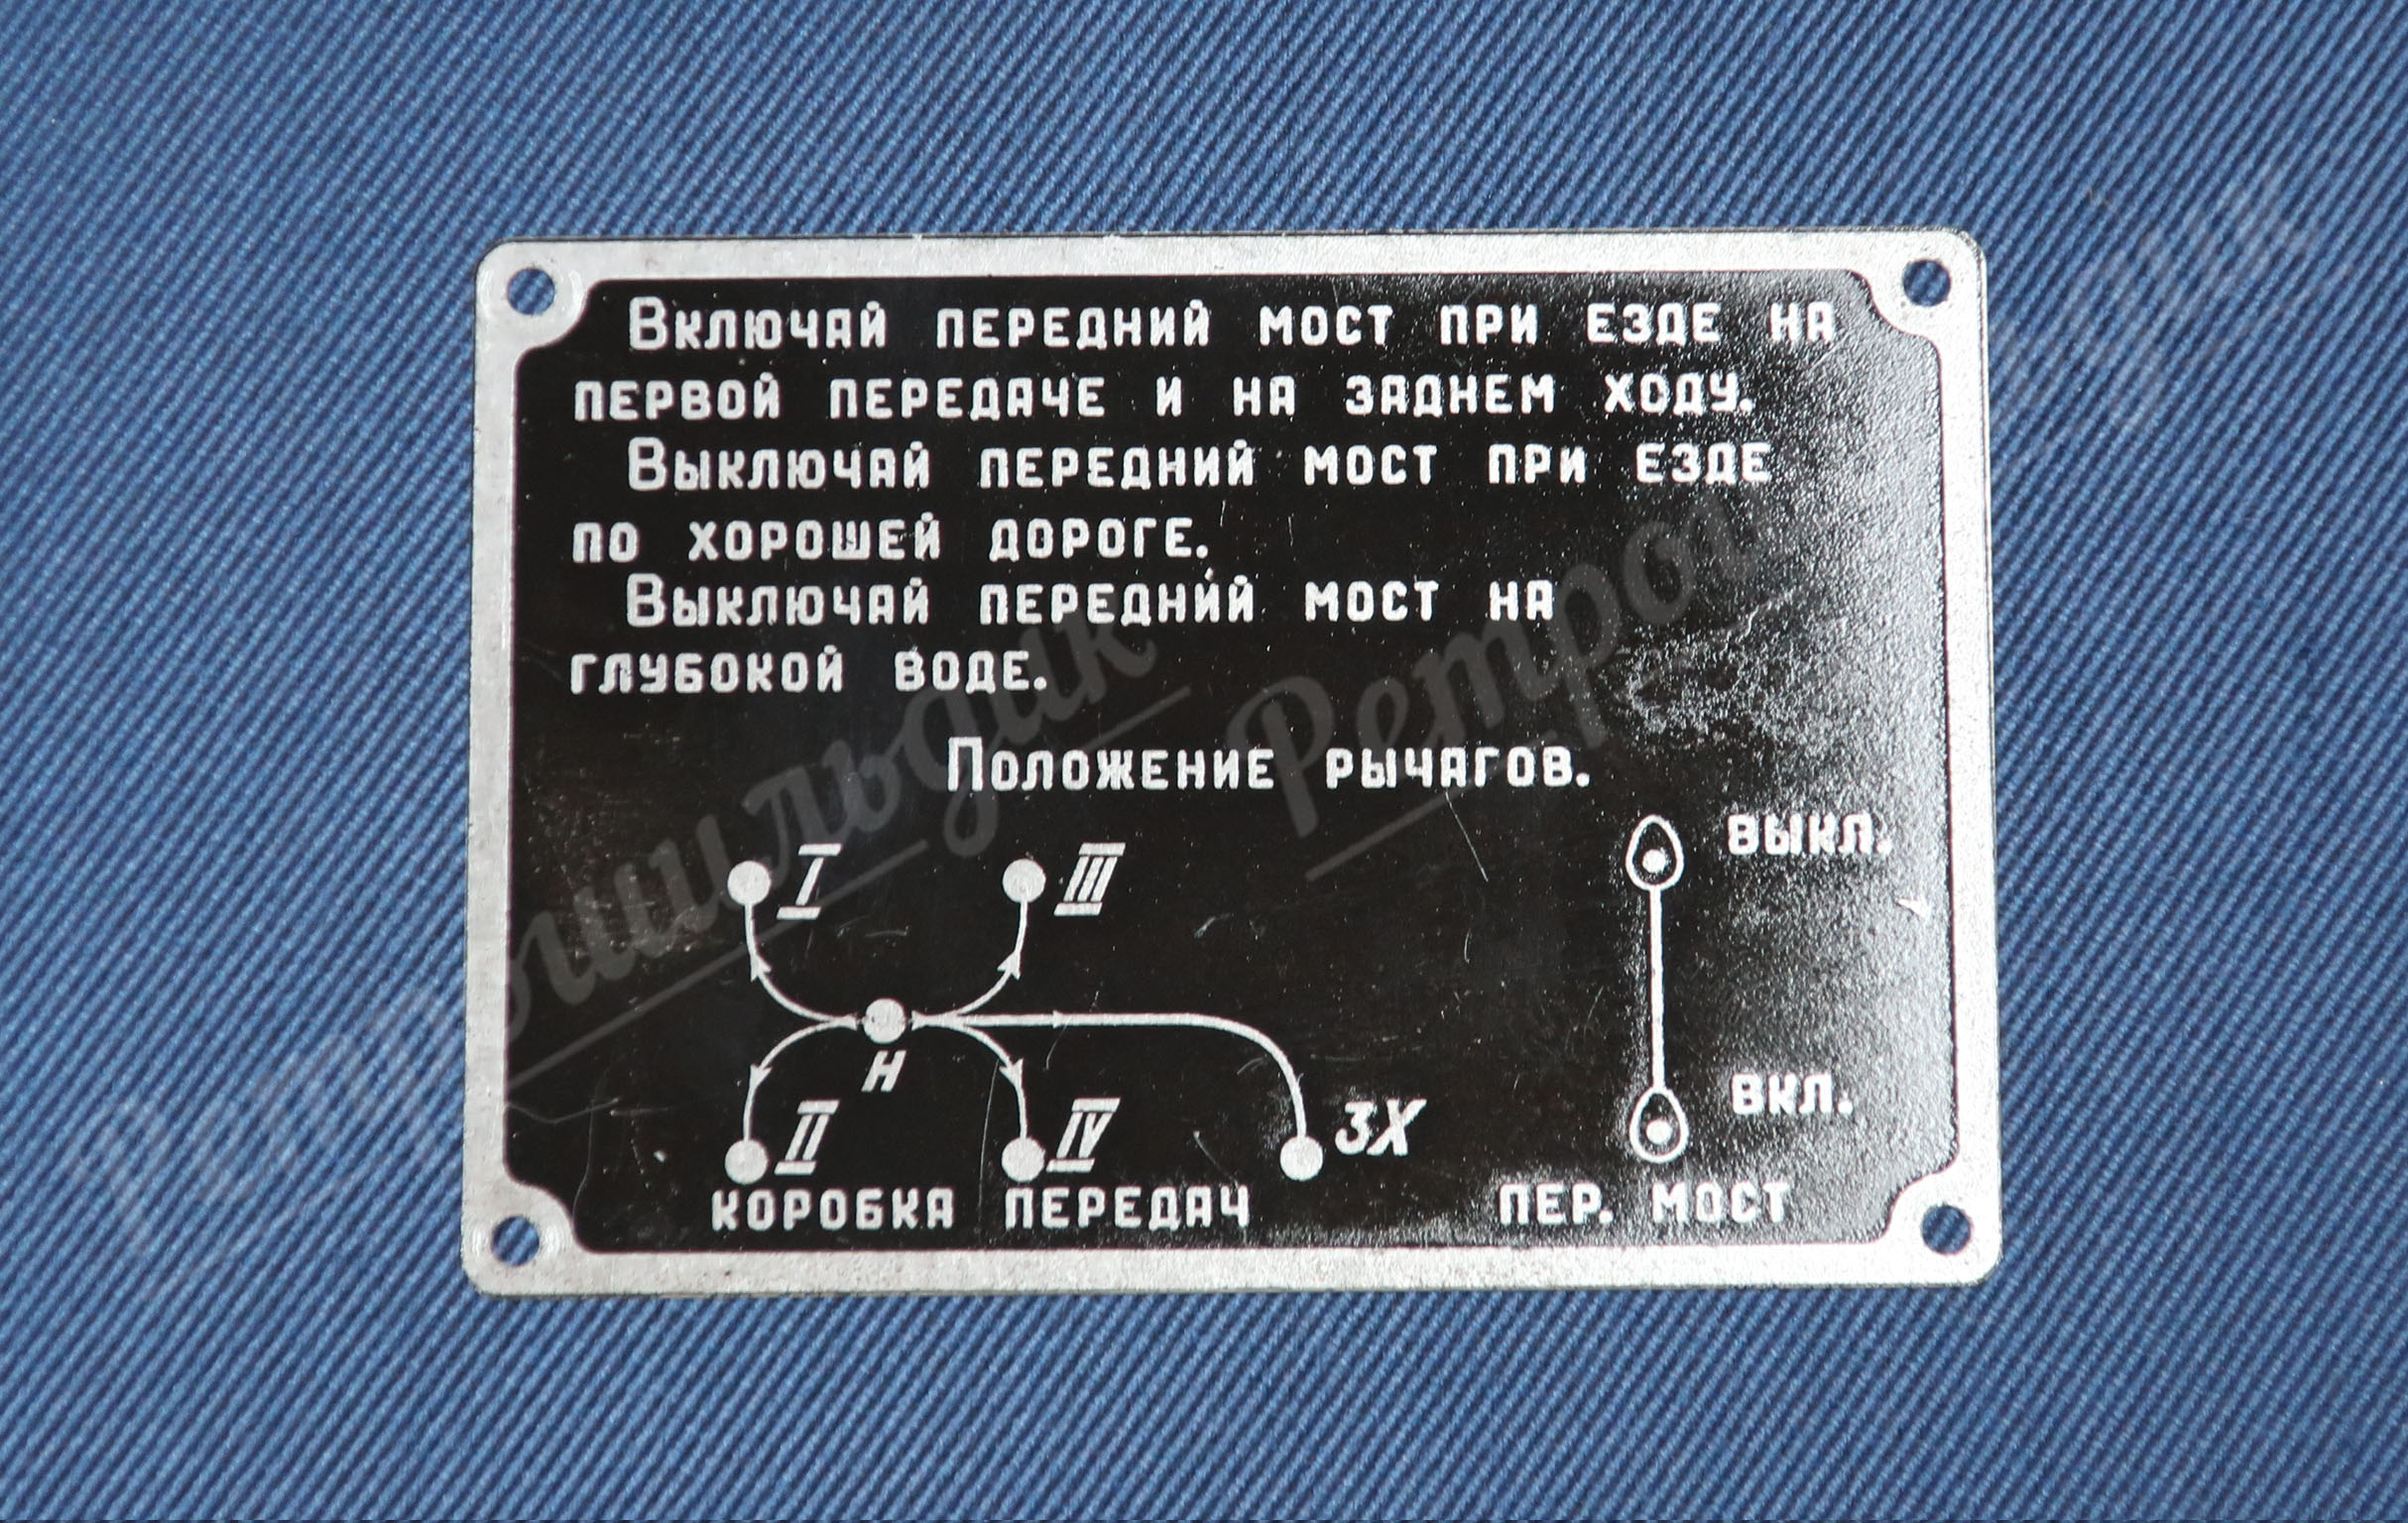 Включай передний мост при езде на
первой передаче и на заднем ходу.
Выключай передний мост при езде
по хорошей дороге.
Выключай передний мост на
глубокой воде.
Положение рычагов.
I III ВЫКЛ.
Н
II IV ЗХ ВКЛ.
КОРОБКА ПЕРЕДАЧ ПЕР. МОСТ